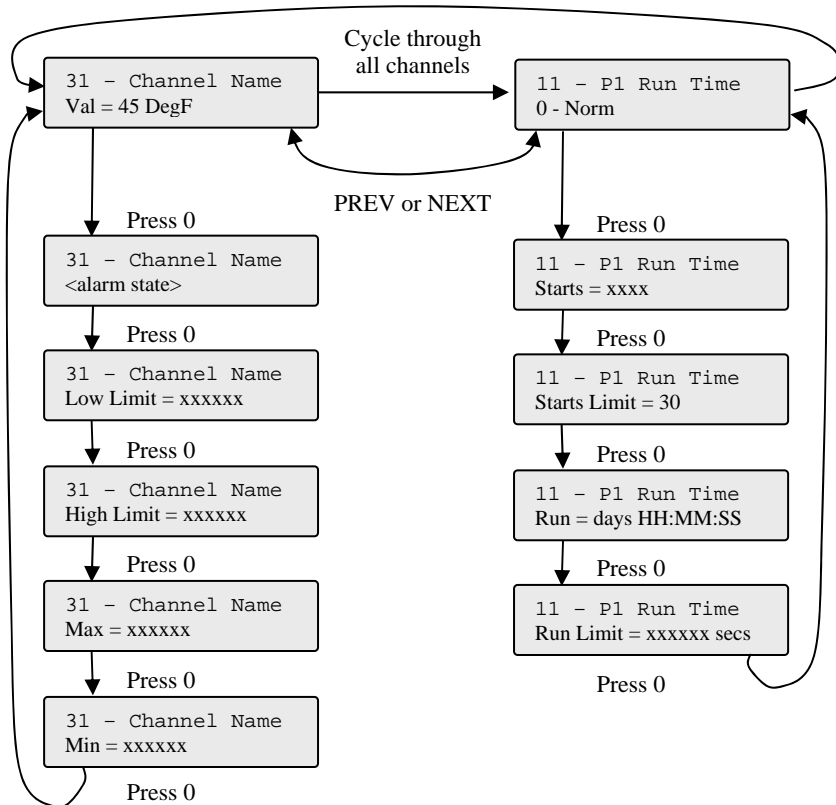 Cycle through
all channels
31 – Channel Name
Val = 45 DegF
11 – P1 Run Time
0 - Norm
PREV or NEXT
Press 0
31 – Channel Name
<alarm state>
Press 0
31 – Channel Name
Low Limit = xxxxxx
Press 0
31 – Channel Name
High Limit = xxxxxx
Press 0
31 – Channel Name
Max = xxxxxx
Press 0
31 – Channel Name
Min = xxxxxx
Press 0
Press 0
11 – P1 Run Time
Starts = xxxx
Press 0
11 – P1 Run Time
Starts Limit = 30
Press 0
11 – P1 Run Time
Run = days HH:MM:SS
Press 0
11 – P1 Run Time
Run Limit = xxxxxx secs
Press 0